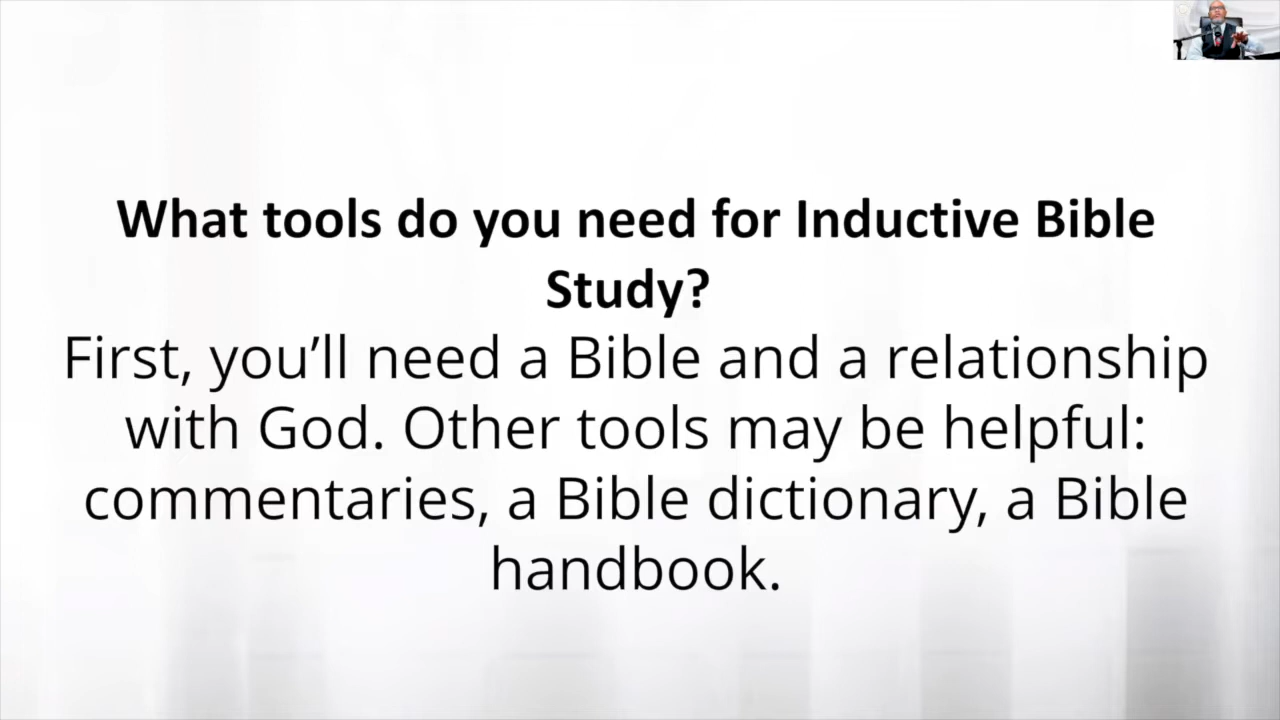 What tools do you need for Inductive Bible
Study?
First, you’ll need a Bible and a relationship
with God. Other tools may be helpful:
commentaries, a Bible dictionary, a Bible
handbook.